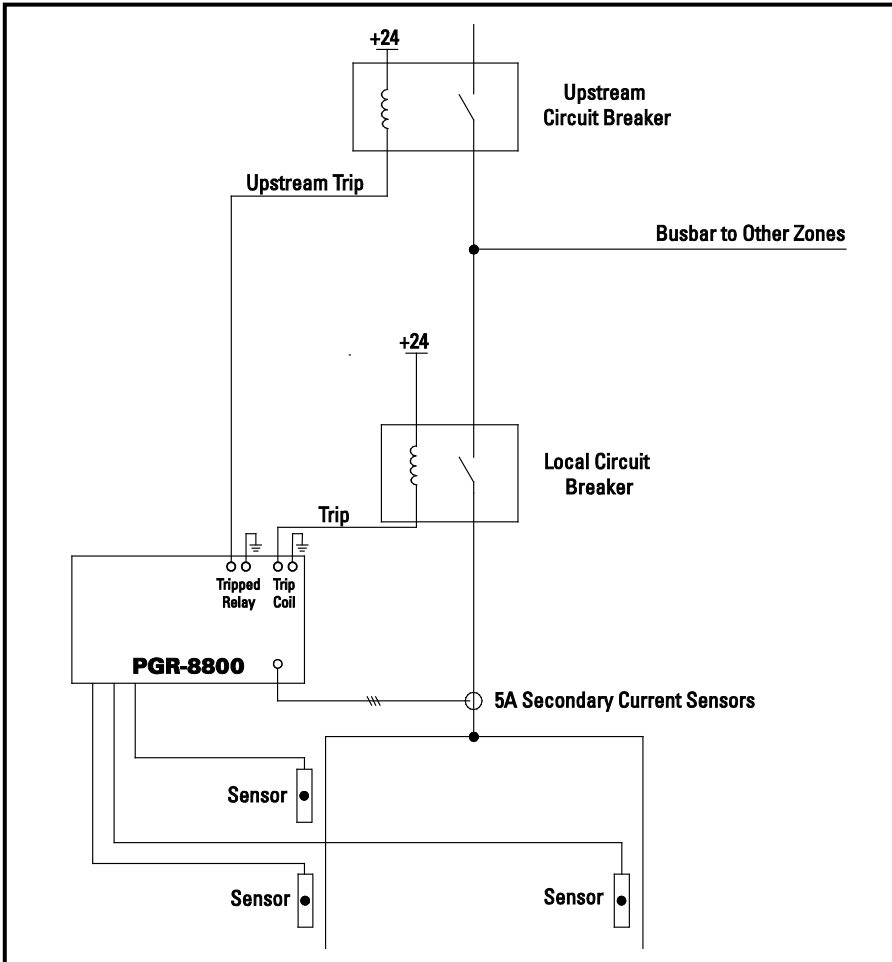 +24
Upstream
Circuit Breaker
Upstream Trip
Busbar to Other Zones
+24
Local Circuit
Breaker
Trip
Tripped
Relay
Trip
Coil
PGR-8800
5A Secondary Current Sensors
Sensor
Sensor
Sensor